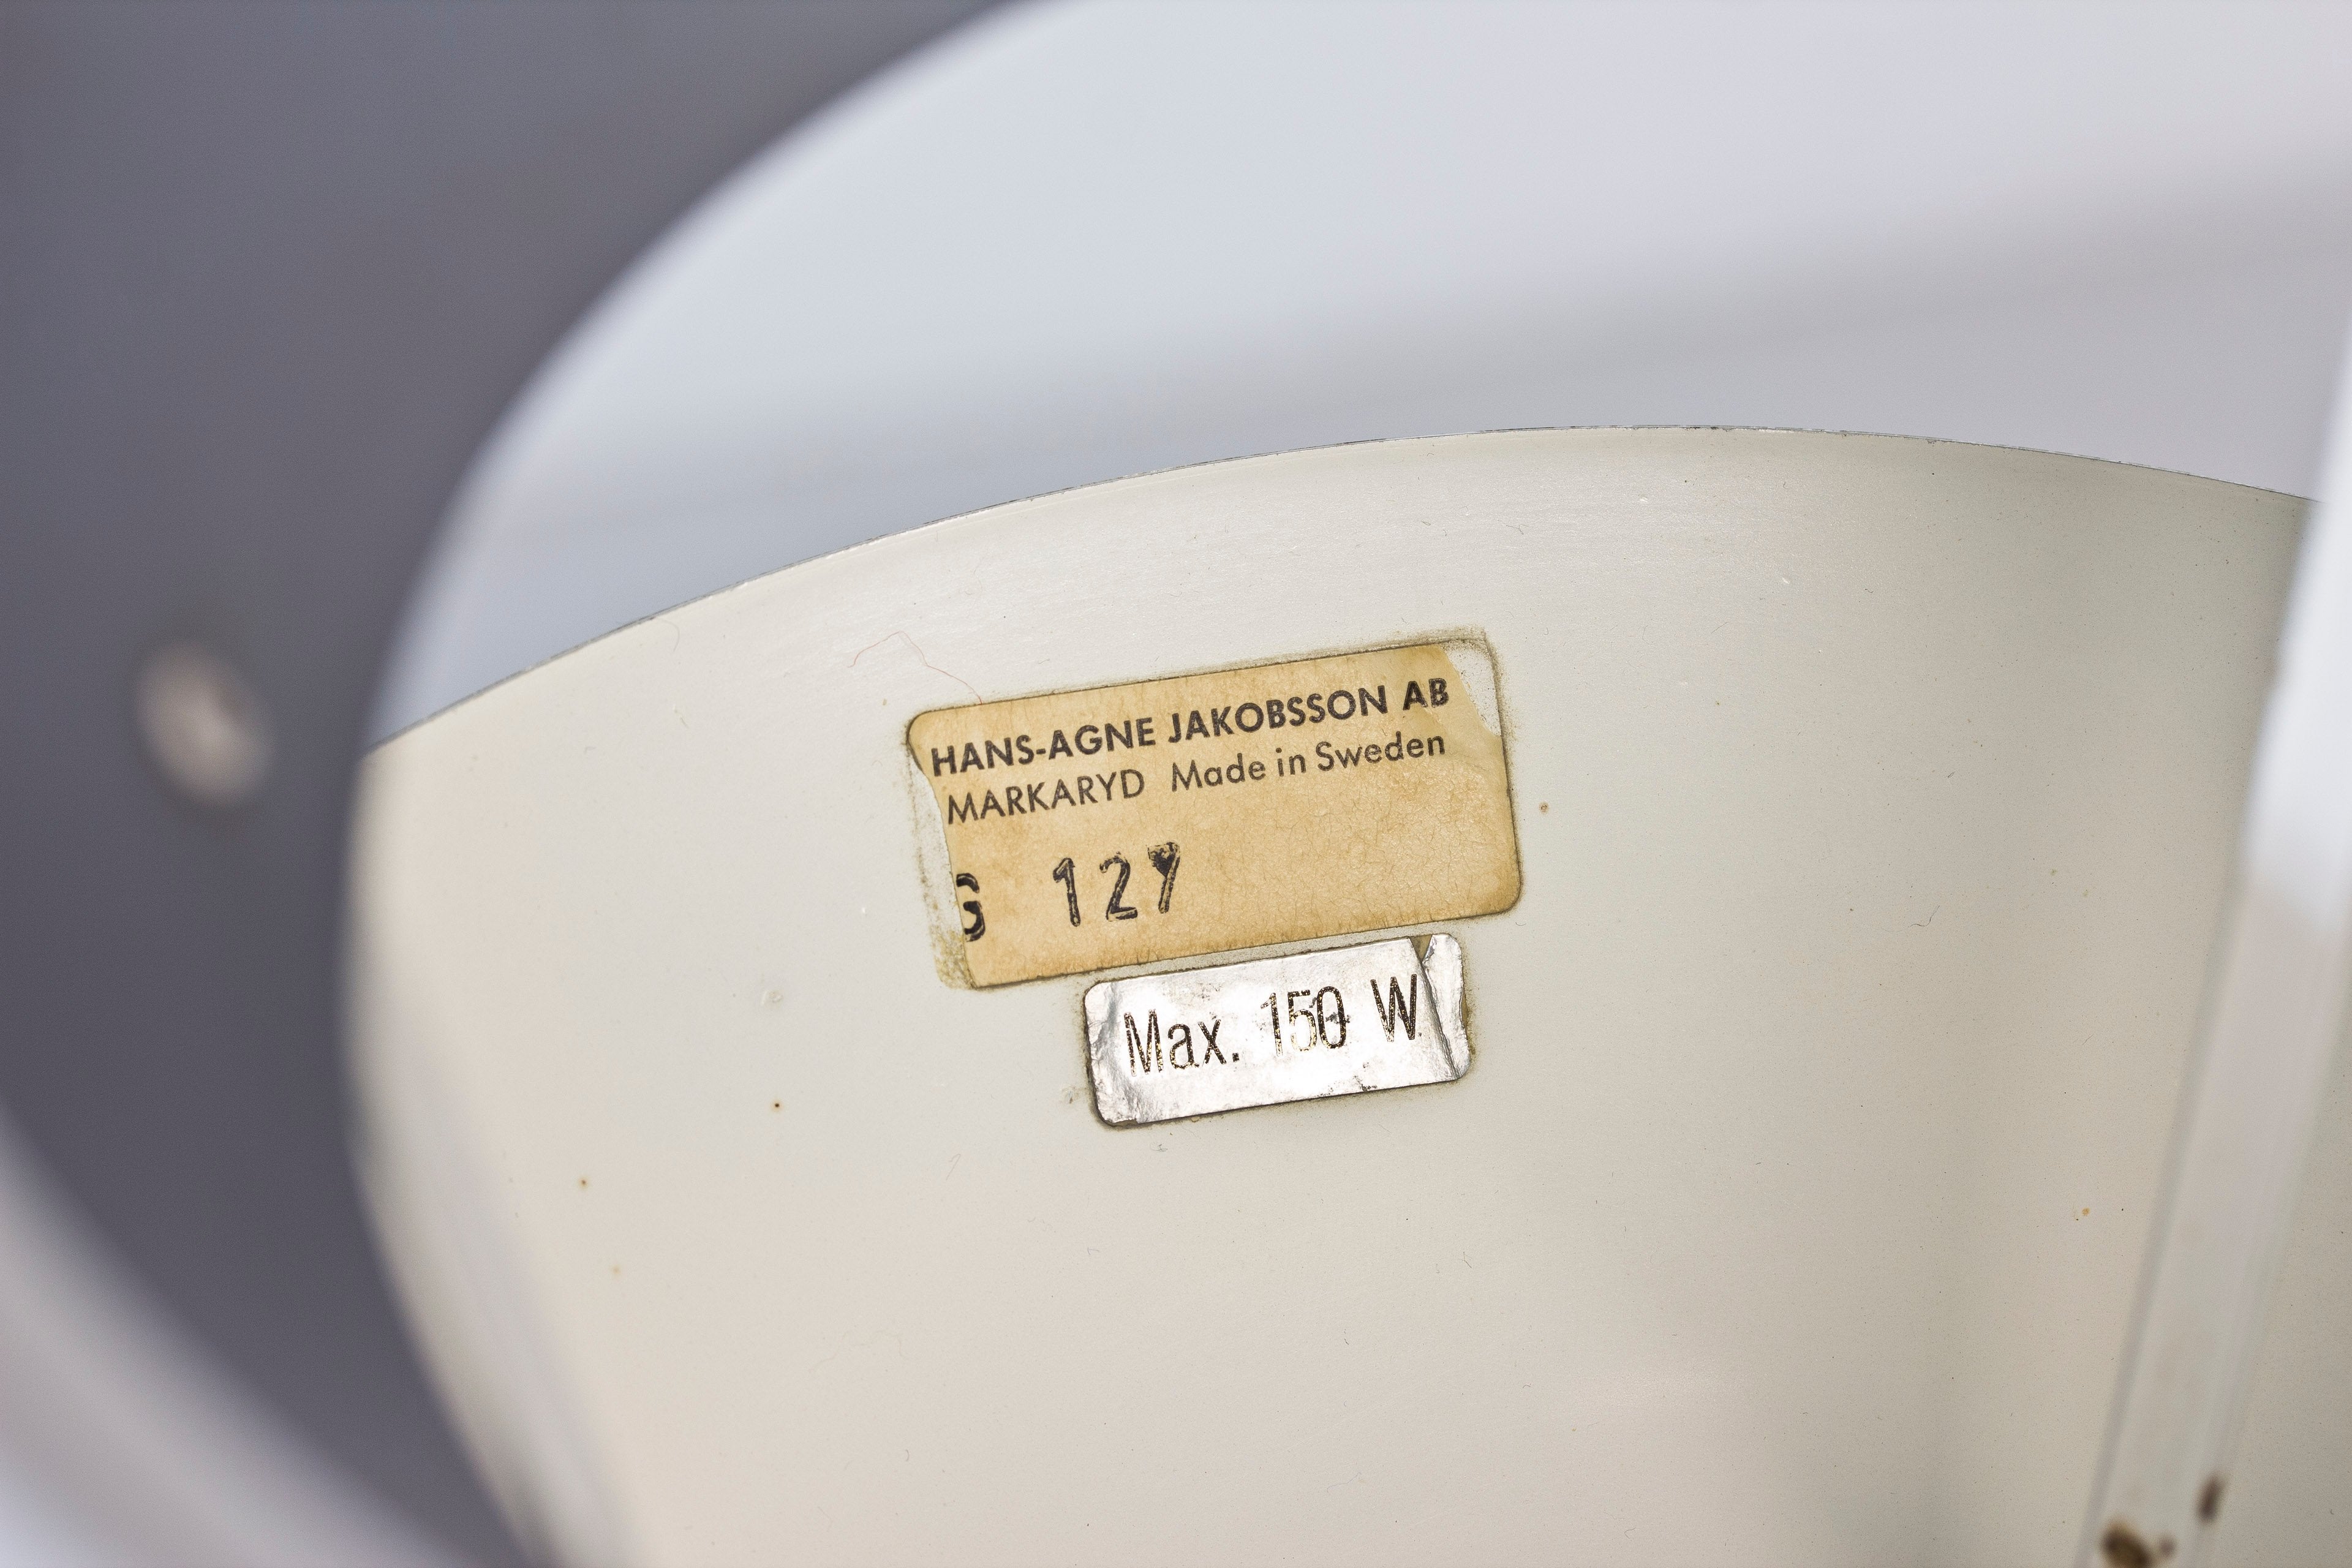 HANS-AGNE JAKOBSSON AB
MARKARYD Made in Sweden
G 127
Max. 150 W